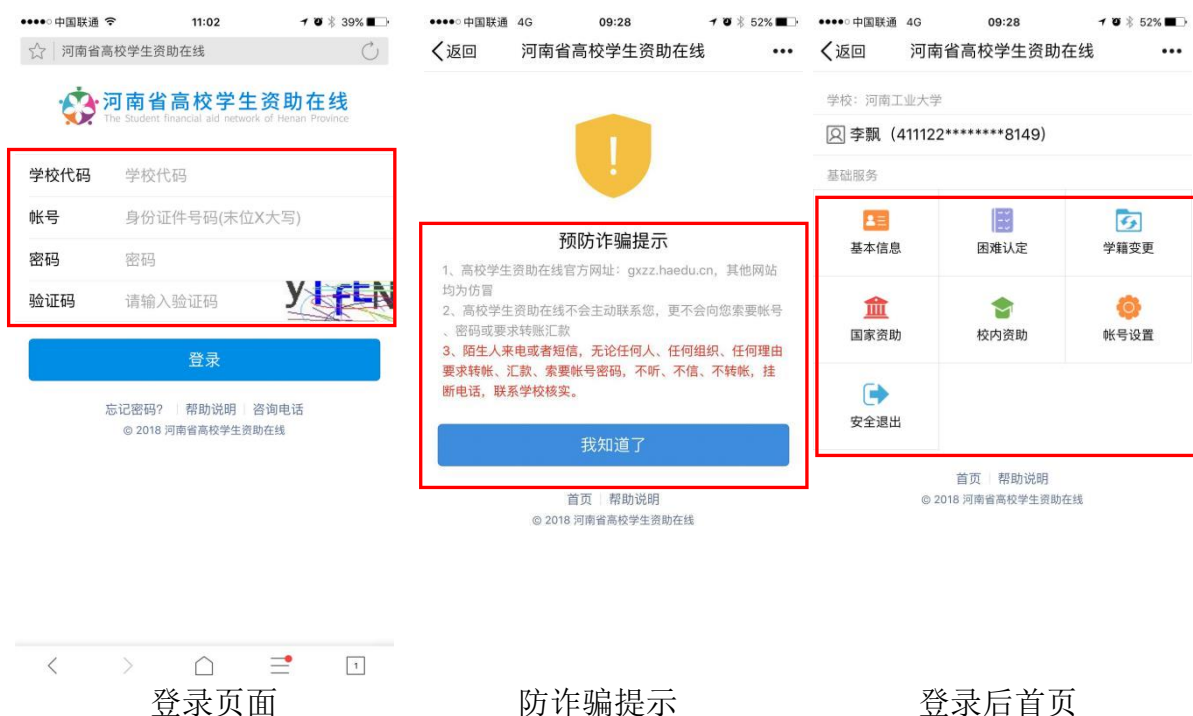 中国联通 11:02 39%
河南省高校学生资助在线
河南省高校学生资助在线
The Student financial aid network of Henan Province
学校代码 学校代码
帐号 身份证件号码(末位X大写)
密码 密码
验证码 请输入验证码
登录
忘记密码? 帮助说明 咨询电话
© 2018 河南省高校学生资助在线
1
登录页面
中国联通 4G 09:28 52%
返回 河南省高校学生资助在线
预防诈骗提示
1、高校学生资助在线官方网址：gxzz.haedu.cn，其他网站
均为仿冒
2、高校学生资助在线不会主动联系您，更不会向您索要帐号
、密码或要求转账汇款
3、陌生人来电或者短信，无论任何人、任何组织、任何理由
要求转帐、汇款、索要帐号密码，不听、不信、不转帐，挂
断电话，联系学校核实。
我知道了
首页 帮助说明
© 2018 河南省高校学生资助在线
防诈骗提示
中国联通 4G 09:28 52%
返回 河南省高校学生资助在线
学校：河南工业大学
李飘（411122********8149）
基础服务
基本信息 困难认定 学籍变更
国家资助 校内资助 帐号设置
安全退出
首页 帮助说明
© 2018 河南省高校学生资助在线
登录后首页